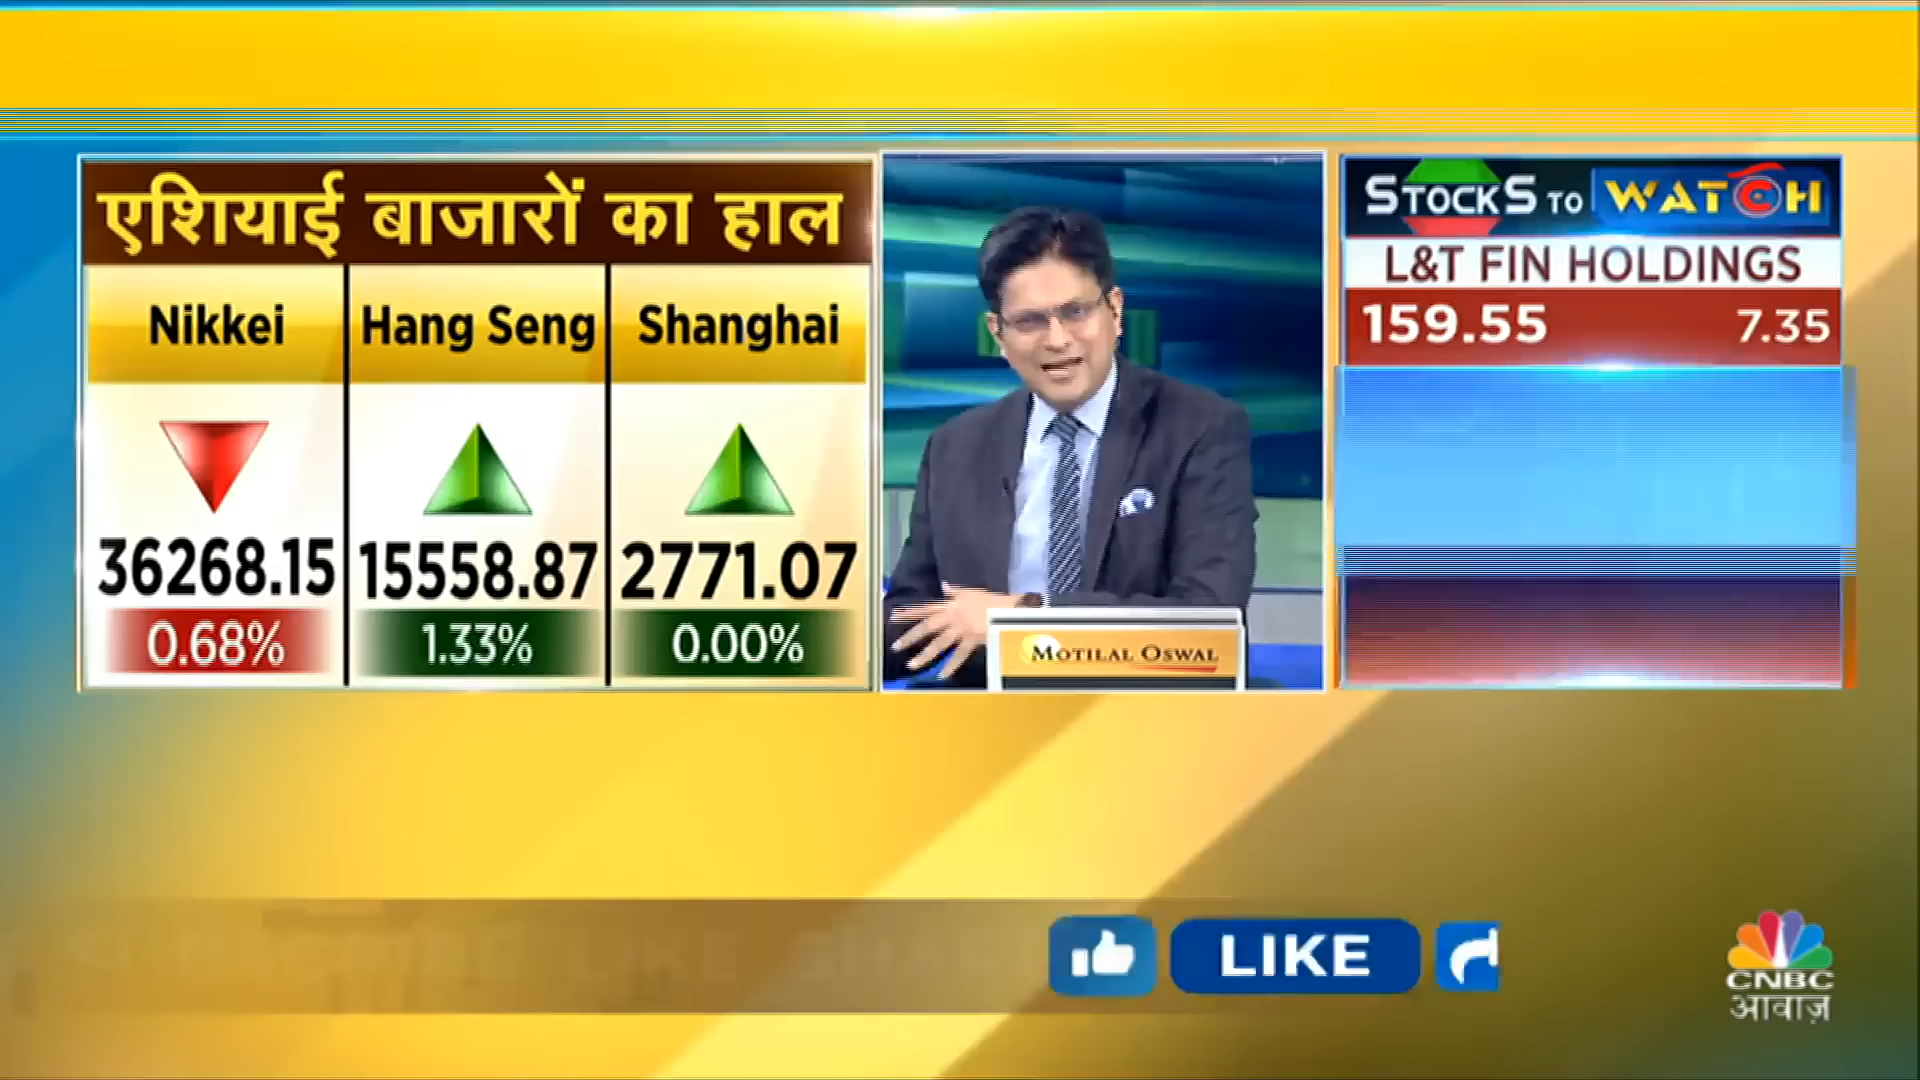 एशियाई बाजारों का हाल
Nikkei
Hang Seng
Shanghai
36268.15
15558.87
2771.07
0.68%
1.33%
0.00%
MOTILAL OSWAL
STOCKS TO WATCH
L&T FIN HOLDINGS
159.55
7.35
LIKE
CNBC
आवाज़